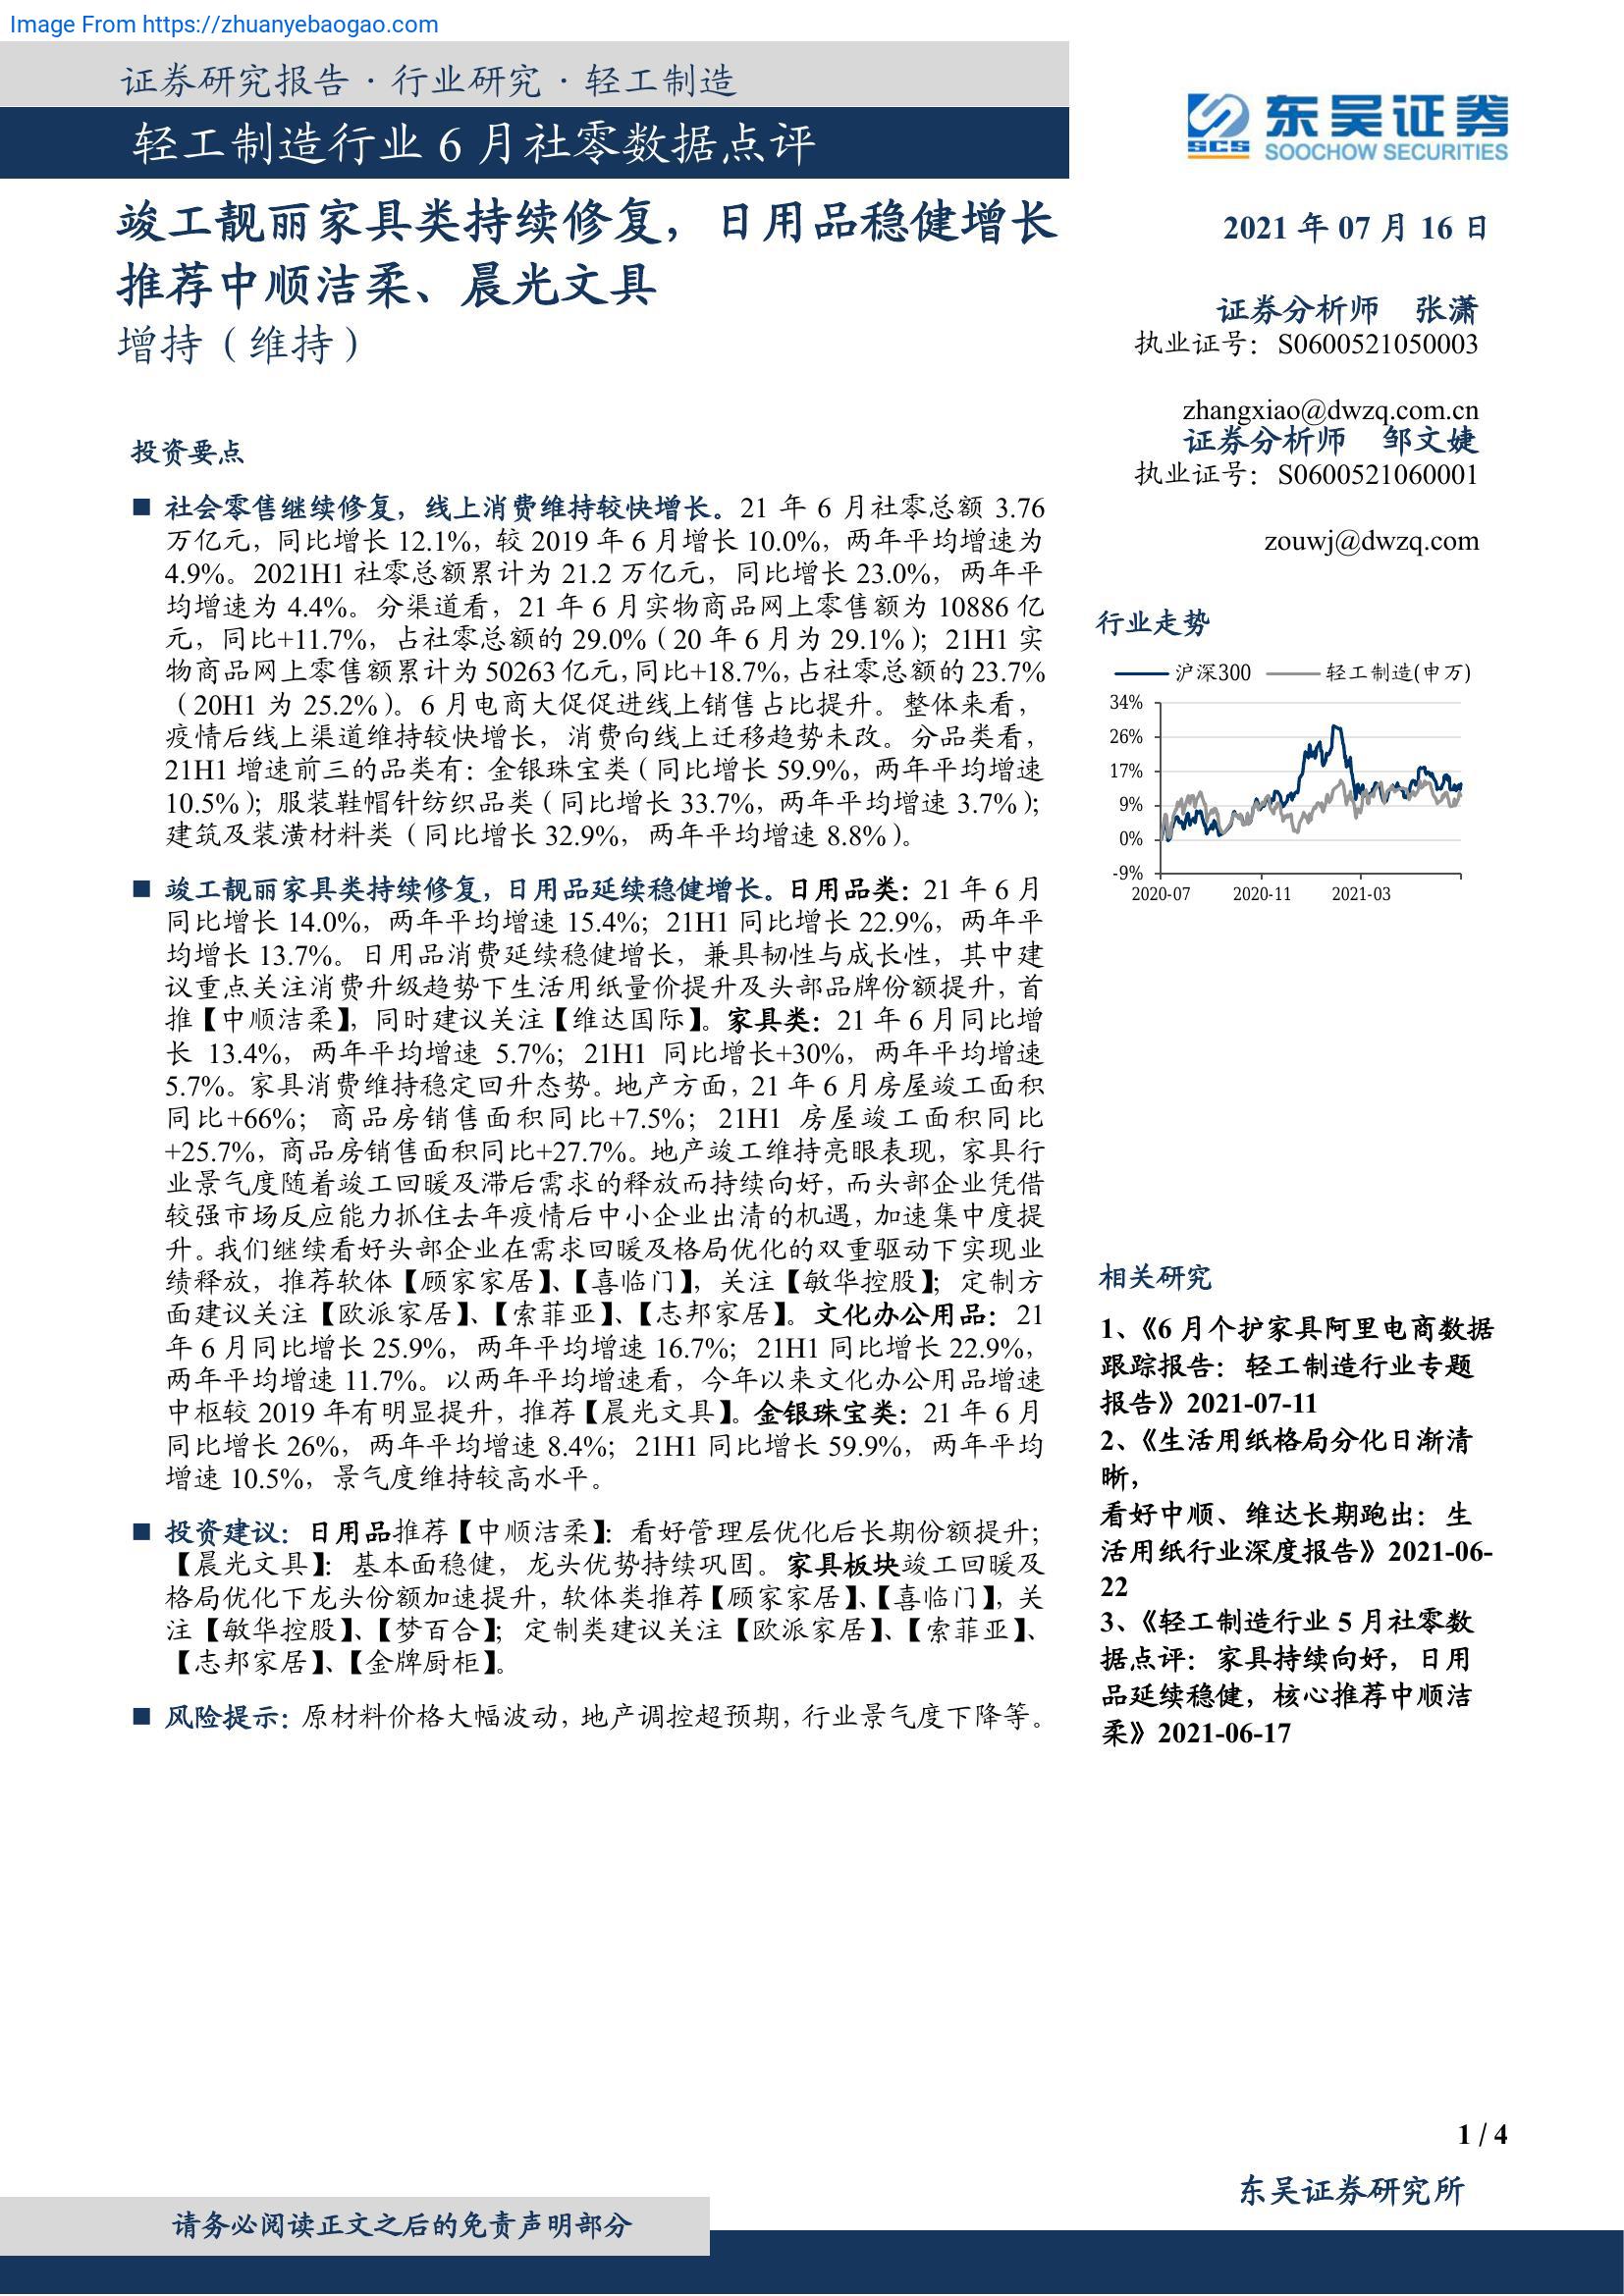 Image From https://zhuanyebaogao.com
证券研究报告·行业研究·轻工制造
轻工制造行业 6 月社零数据点评
东吴证券
SCS SOOCHOW SECURITIES
竣工靓丽家具类持续修复，日用品稳健增长
推荐中顺洁柔、晨光文具
增持（维持）
投资要点
■ 社会零售继续修复，线上消费维持较快增长。21 年 6 月社零总额 3.76
万亿元，同比增长 12.1%，较 2019 年 6 月增长 10.0%，两年平均增速为
4.9%。2021H1 社零总额累计为 21.2 万亿元，同比增长 23.0%，两年平
均增速为 4.4%。分渠道看，21 年 6 月实物商品网上零售额为 10886 亿
元，同比+11.7%，占社零总额的 29.0%（20 年 6 月为 29.1%）；21H1 实
物商品网上零售额累计为 50263 亿元，同比+18.7%，占社零总额的 23.7%
（20H1 为 25.2%）。6 月电商大促促进线上销售占比提升。整体来看，
疫情后线上渠道维持较快增长，消费向线上迁移趋势未改。分品类看，
21H1 增速前三的品类有：金银珠宝类（同比增长 59.9%，两年平均增速
10.5%）；服装鞋帽针纺织品类（同比增长 33.7%，两年平均增速 3.7%）；
建筑及装潢材料类（同比增长 32.9%，两年平均增速 8.8%）。
■ 竣工靓丽家具类持续修复，日用品延续稳健增长。日用品类：21 年 6 月
同比增长 14.0%，两年平均增速 15.4%；21H1 同比增长 22.9%，两年平
均增长 13.7%。日用品消费延续稳健增长，兼具韧性与成长性，其中建
议重点关注消费升级趋势下生活用纸量价提升及头部品牌份额提升，首
推【中顺洁柔】，同时建议关注【维达国际】。家具类：21 年 6 月同比增
长 13.4%，两年平均增速 5.7%；21H1 同比增长+30%，两年平均增速
5.7%。家具消费维持稳定回升态势。地产方面，21 年 6 月房屋竣工面积
同比+66%；商品房销售面积同比+7.5%；21H1 房屋竣工面积同比
+25.7%，商品房销售面积同比+27.7%。地产竣工维持亮眼表现，家具行
业景气度随着竣工回暖及滞后需求的释放而持续向好，而头部企业凭借
较强市场反应能力抓住去年疫情后中小企业出清的机遇，加速集中度提
升。我们继续看好头部企业在需求回暖及格局优化的双重驱动下实现业
绩释放，推荐软体【顾家家居】、【喜临门】，关注【敏华控股】；定制方
面建议关注【欧派家居】、【索菲亚】、【志邦家居】。文化办公用品：21
年 6 月同比增长 25.9%，两年平均增速 16.7%；21H1 同比增长 22.9%，
两年平均增速 11.7%。以两年平均增速看，今年以来文化办公用品增速
中枢较 2019 年有明显提升，推荐【晨光文具】。金银珠宝类：21 年 6 月
同比增长 26%，两年平均增速 8.4%；21H1 同比增长 59.9%，两年平均
增速 10.5%，景气度维持较高水平。
■ 投资建议：日用品推荐【中顺洁柔】：看好管理层优化后长期份额提升；
【晨光文具】：基本面稳健，龙头优势持续巩固。家具板块竣工回暖及
格局优化下龙头份额加速提升，软体类推荐【顾家家居】、【喜临门】，关
注【敏华控股】、【梦百合】；定制类建议关注【欧派家居】、【索菲亚】、
【志邦家居】、【金牌厨柜】。
■ 风险提示：原材料价格大幅波动，地产调控超预期，行业景气度下降等。
2021 年 07 月 16 日
证券分析师 张潇
执业证号：S0600521050003
zhangxiao@dwzq.com.cn
证券分析师 邹文婕
执业证号：S0600521060001
zouwj@dwzq.com
行业走势
沪深300 轻工制造(申万)
34%
26%
17%
9%
0%
-9%
2020-07 2020-11 2021-03
相关研究
1、《6 月个护家具阿里电商数据
跟踪报告：轻工制造行业专题
报告》2021-07-11
2、《生活用纸格局分化日渐清
晰，
看好中顺、维达长期跑出：生
活用纸行业深度报告》2021-06-
22
3、《轻工制造行业 5 月社零数
据点评：家具持续向好，日用
品延续稳健，核心推荐中顺洁
柔》2021-06-17
1 / 4
东吴证券研究所
请务必阅读正文之后的免责声明部分